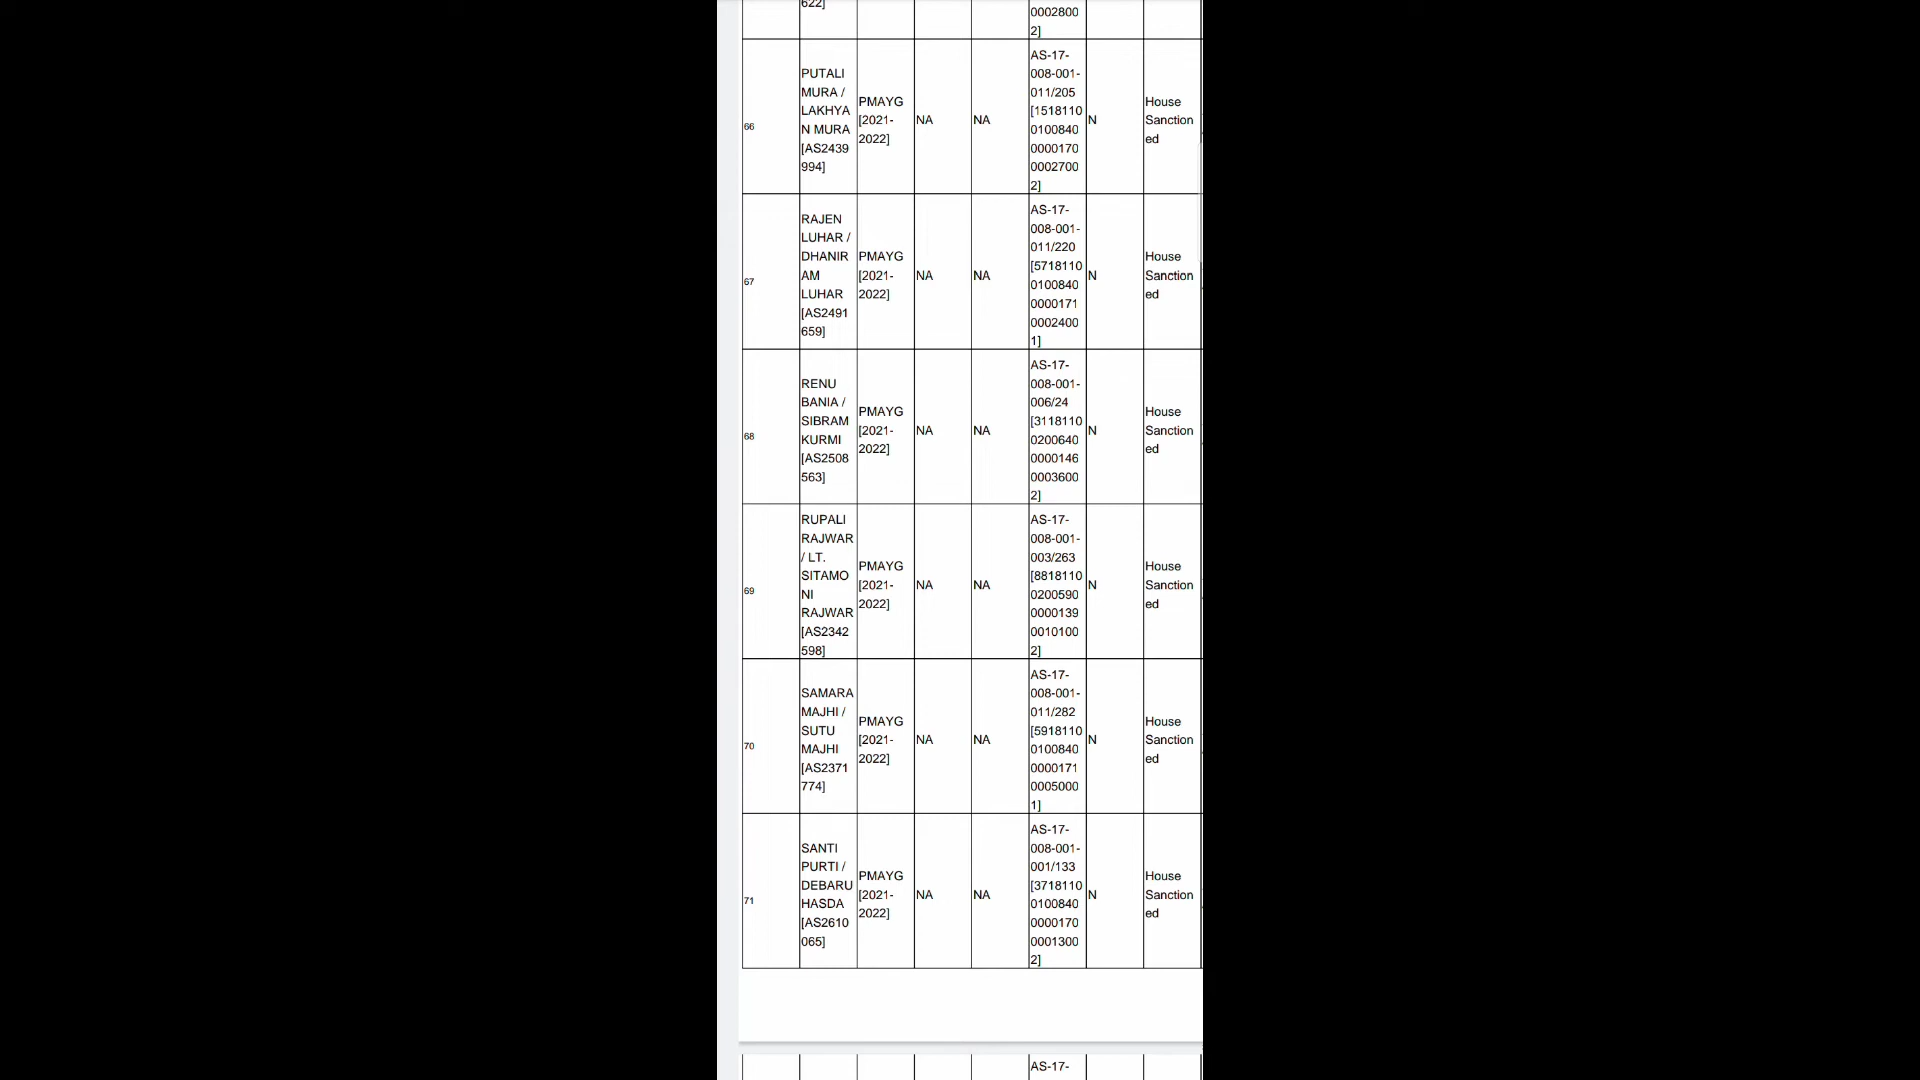 622]
0002800
2]
66
PUTALI
MURA /
LAKHYA
N MURA
[AS2439
994]
PMAYG
[2021-
2022]
NA
NA
AS-17-
008-001-
011/205
[1518110
0100840
0000170
0002700
2]
N
House
Sanction
ed
67
RAJEN
LUHAR /
DHANIR
AM
LUHAR
[AS2491
659]
PMAYG
[2021-
2022]
NA
NA
AS-17-
008-001-
011/220
[5718110
0100840
0000171
0002400
1]
N
House
Sanction
ed
68
RENU
BANIA /
SIBRAM
KURMI
[AS2508
563]
PMAYG
[2021-
2022]
NA
NA
AS-17-
008-001-
006/24
[3118110
0200640
0000146
0003600
2]
N
House
Sanction
ed
69
RUPALI
RAJWAR
/ LT.
SITAMO
NI
RAJWAR
[AS2342
598]
PMAYG
[2021-
2022]
NA
NA
AS-17-
008-001-
003/263
[8818110
0200590
0000139
0010100
2]
N
House
Sanction
ed
70
SAMARA
MAJHI /
SUTU
MAJHI
[AS2371
774]
PMAYG
[2021-
2022]
NA
NA
AS-17-
008-001-
011/282
[5918110
0100840
0000171
0005000
1]
N
House
Sanction
ed
71
SANTI
PURTI /
DEBARU
HASDA
[AS2610
065]
PMAYG
[2021-
2022]
NA
NA
AS-17-
008-001-
001/133
[3718110
0100840
0000170
0001300
2]
N
House
Sanction
ed
AS-17-